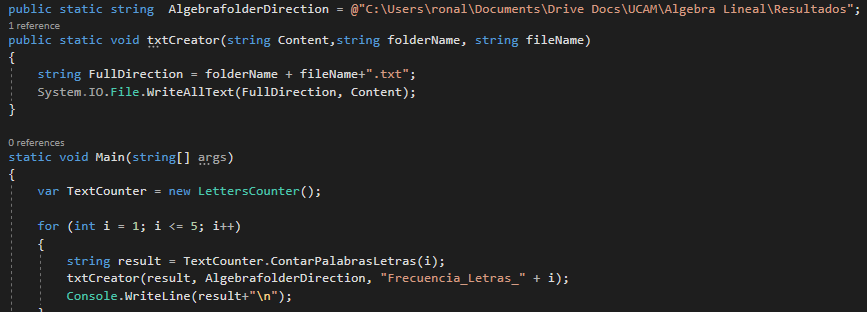 public static string  AlgebrafolderDirection = @"C:\Users\ronal\Documents\Drive Docs\UCAM\Algebra Lineal\Resultados";
1 reference
public static void txtCreator(string Content,string folderName, string fileName)
{
    string FullDirection = folderName + fileName+".txt";
    System.IO.File.WriteAllText(FullDirection, Content);
}
0 references
static void Main(string[] args)
{
    var TextCounter = new LettersCounter();
    for (int i = 1; i <= 5; i++)
    {
        string result = TextCounter.ContarPalabrasLetras(i);
        txtCreator(result, AlgebrafolderDirection, "Frecuencia_Letras_" + i);
        Console.WriteLine(result+"\n");